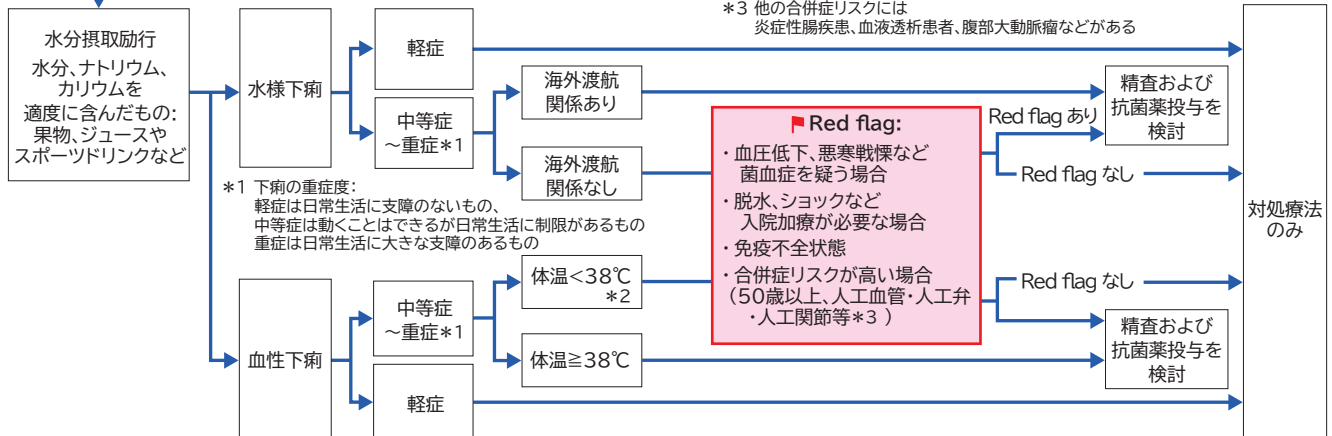 *3 他の合併症リスクには
炎症性腸疾患、血液透析患者、腹部大動脈瘤などがある
水分摂取励行
水分、ナトリウム、
カリウムを
適度に含んだもの:
果物、ジュースや
スポーツドリンクなど
水様下痢
軽症
中等症
~重症*1
海外渡航
関係あり
海外渡航
関係なし
*1 下痢の重症度:
軽症は日常生活に支障のないもの、
中等症は動くことはできるが日常生活に制限があるもの
重症は日常生活に大きな支障のあるもの
Red flag:
・血圧低下、悪寒戦慄など
菌血症を疑う場合
・脱水、ショックなど
入院加療が必要な場合
・免疫不全状態
・合併症リスクが高い場合
(50歳以上、人工血管・人工弁
・人工関節等*3 )
Red flag あり
精査および
抗菌薬投与を
検討
Red flag なし
対処療法
のみ
血性下痢
中等症
~重症*1
軽症
体温<38℃
*2
体温≧38℃
Red flag なし
精査および
抗菌薬投与を
検討